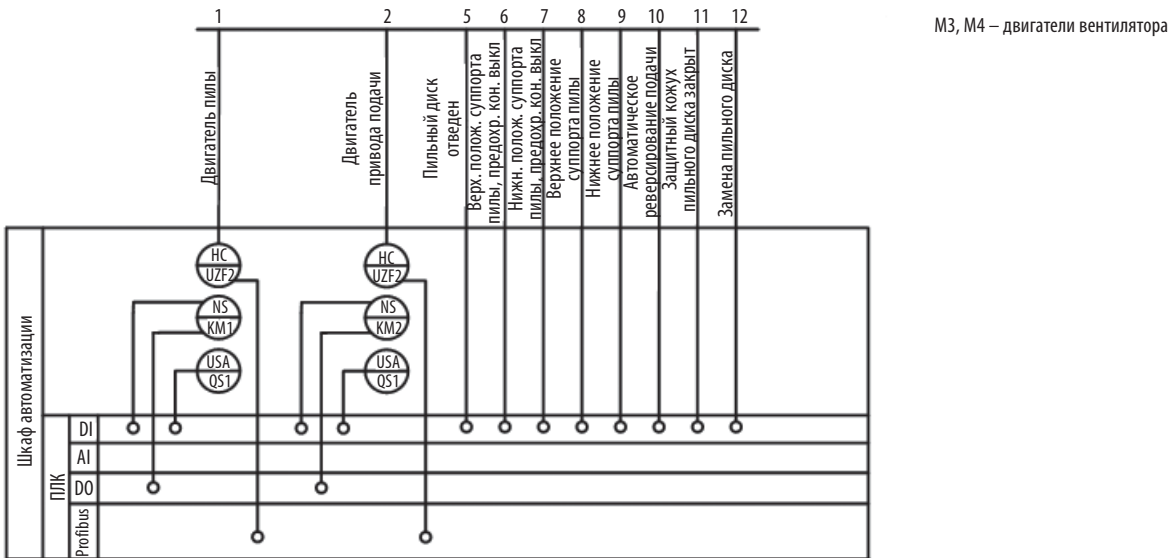 1 2 5 6 7 8 9 10 11 12
М3, М4 – двигатели вентилятора
Двигатель пилы
Двигатель
привода подачи
Пильный диск
отведен
Верх. полож. суппорта
пилы, предохр. кон. выкл
Нижн. полож. суппорта
пилы, предохр. кон. выкл
Верхнее положение
суппорта пилы
Нижнее положение
суппорта пилы
Автоматическое
реверсирование подачи
Защитный кожух
пильного диска закрыт
Замена пильного диска
HC
UZF2
HC
UZF2
NS
KM1
NS
KM2
USA
QS1
USA
QS1
Шкаф автоматизации
ПЛК
DI
AI
DO
Profibus